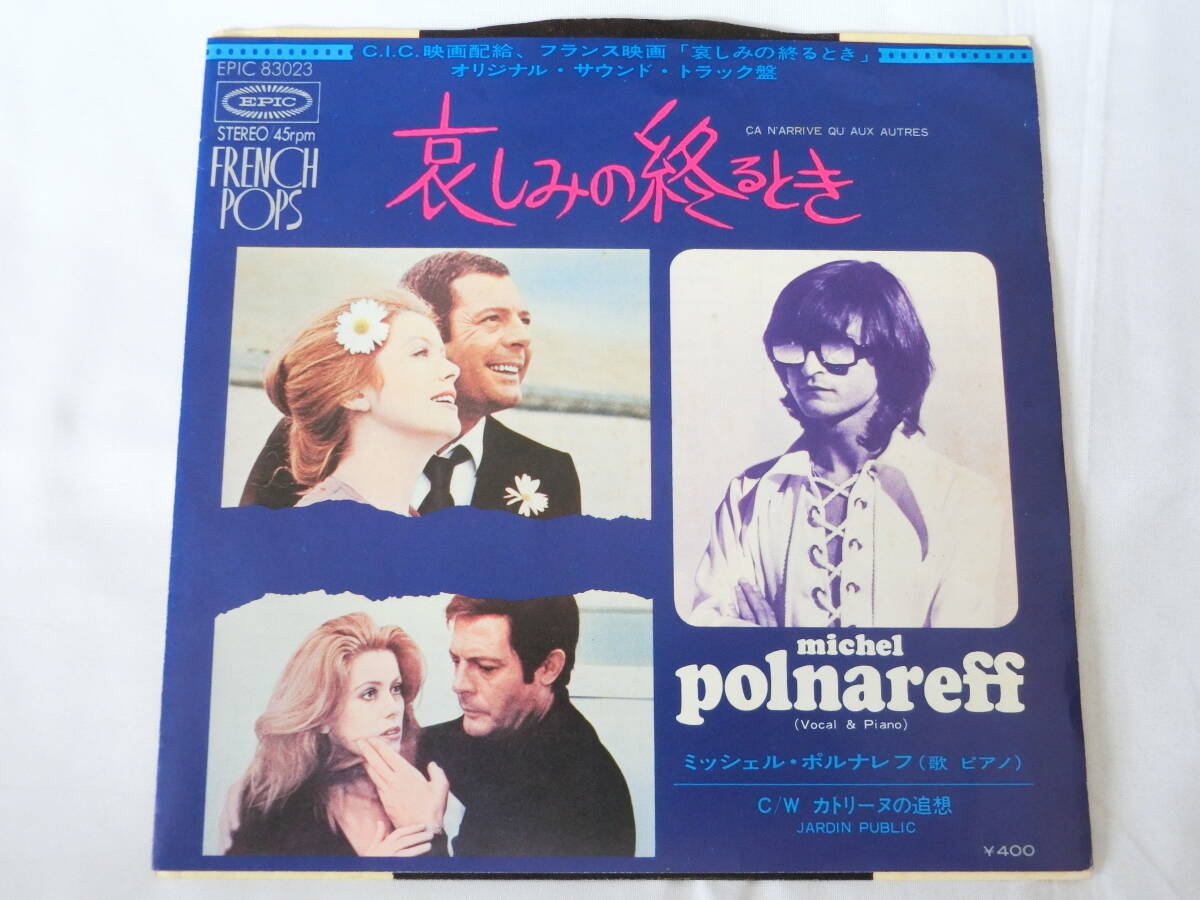 C.I.C.映画配給、フランス映画「哀しみの終るとき」
オリジナル・サウンド・トラック盤
EPIC 83023
EPIC
STEREO/45rpm
FRENCH
POPS
CA N'ARRIVE QU AUX AUTRES
哀しみの終るとき
michel
polnareff
(Vocal & Piano)
ミッシェル・ポルナレフ(歌 ピアノ)
C/W カトリーヌの追想
JARDIN PUBLIC
¥400